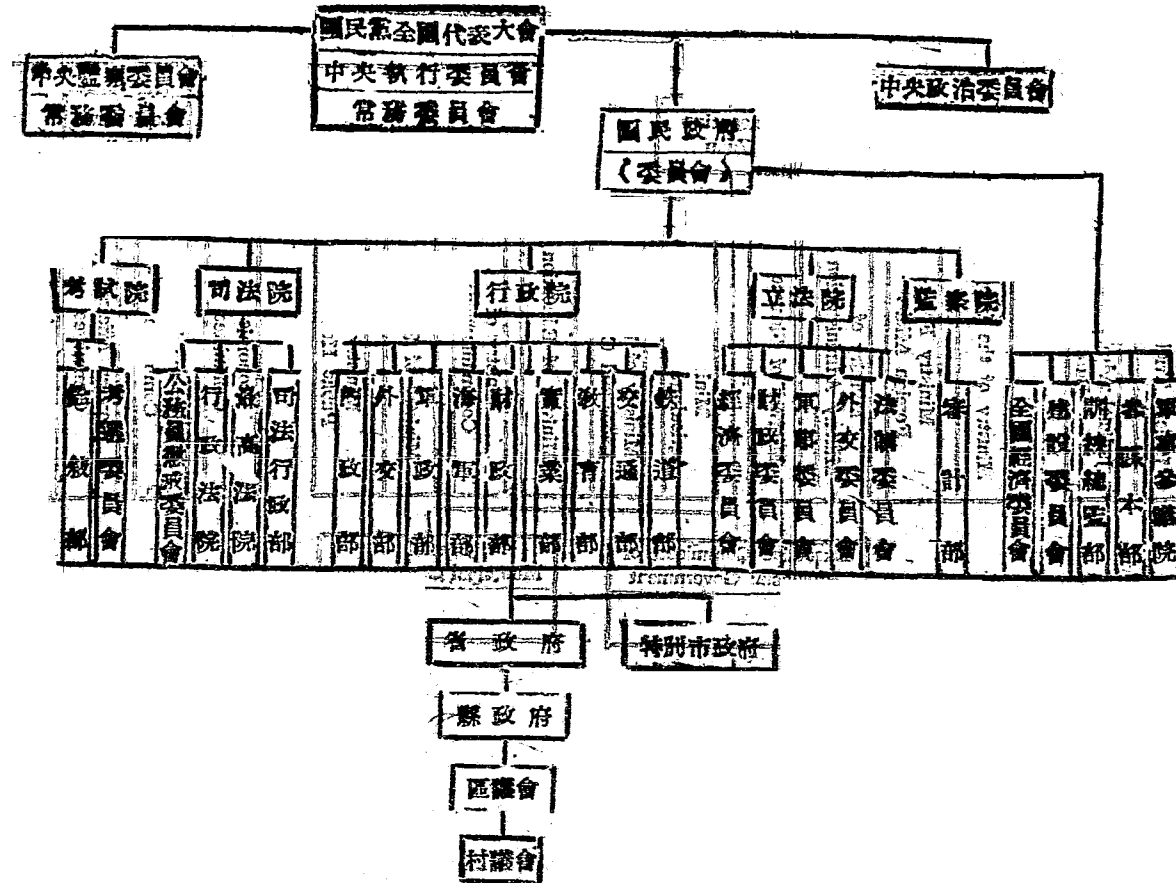 國民黨全國代表大會
中央執行委員會
常務委員會
中央監察委員會
常務委員會
中央政治委員會
國民政府
(委員會)
考試院
司法院
行政院
立法院
監察院
銓敘部
考選委員會
公務員懲戒委員會
行政法院
最高法院
司法行政部
內政部
外交部
軍政部
海軍部
財政部
實業部
教育部
交通部
鉄道部
經濟委員會
財政委員會
軍事委員會
外交委員會
法制委員會
審計部
全國經濟委員會
建設委員會
訓練總監部
參謀本部
軍事參議院
省政府
特別市政府
縣政府
區議會
村議會